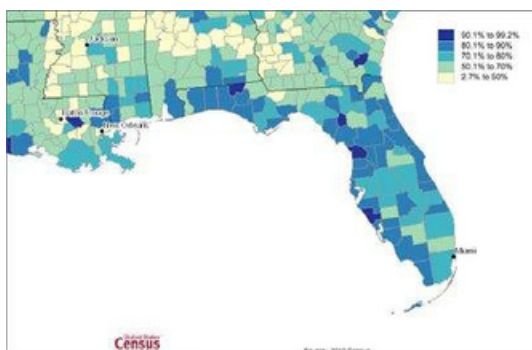 90.1% to 99.2%
80.1% to 90%
70.1% to 80%
50.1% to 70%
2.7% to 50%
Jackson
Baton Rouge
New Orleans
Miami
United States
Census